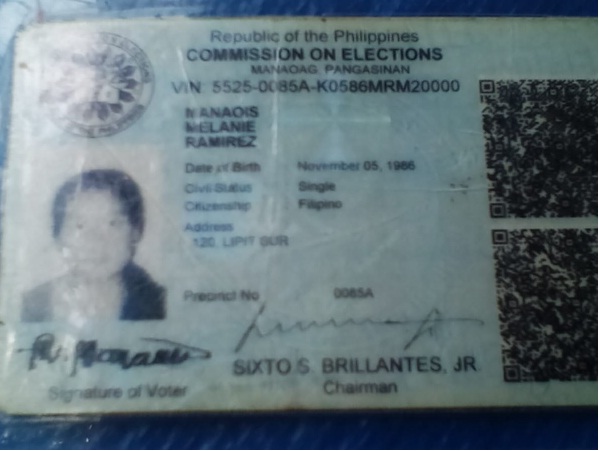 Republic of the Philippines
COMMISSION ON ELECTIONS
MANAOAG, PANGASINAN
VIN: 5525-0085A-K0586MRM20000
MANAOIS
MELANIE
RAMIREZ
Date of Birth November 05, 1986
Civil Status Single
Citizenship Filipino
Address
120, LIPIT SUR
Precinct No 0085A
SIXTO S. BRILLANTES, JR.
Signature of Voter Chairman